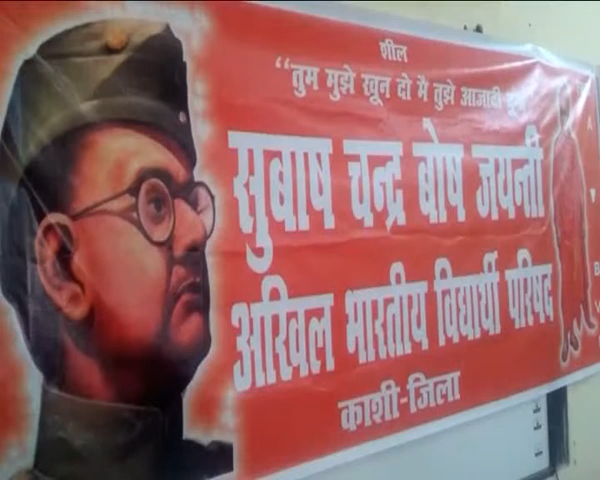 शील
“तुम मुझे खून दो मै तुझे आजादी दूंगा
सुबाष चन्द्र बोष जयन्ती
अखिल भारतीय विद्यार्थी परिषद
काशी-जिला
A
V
B